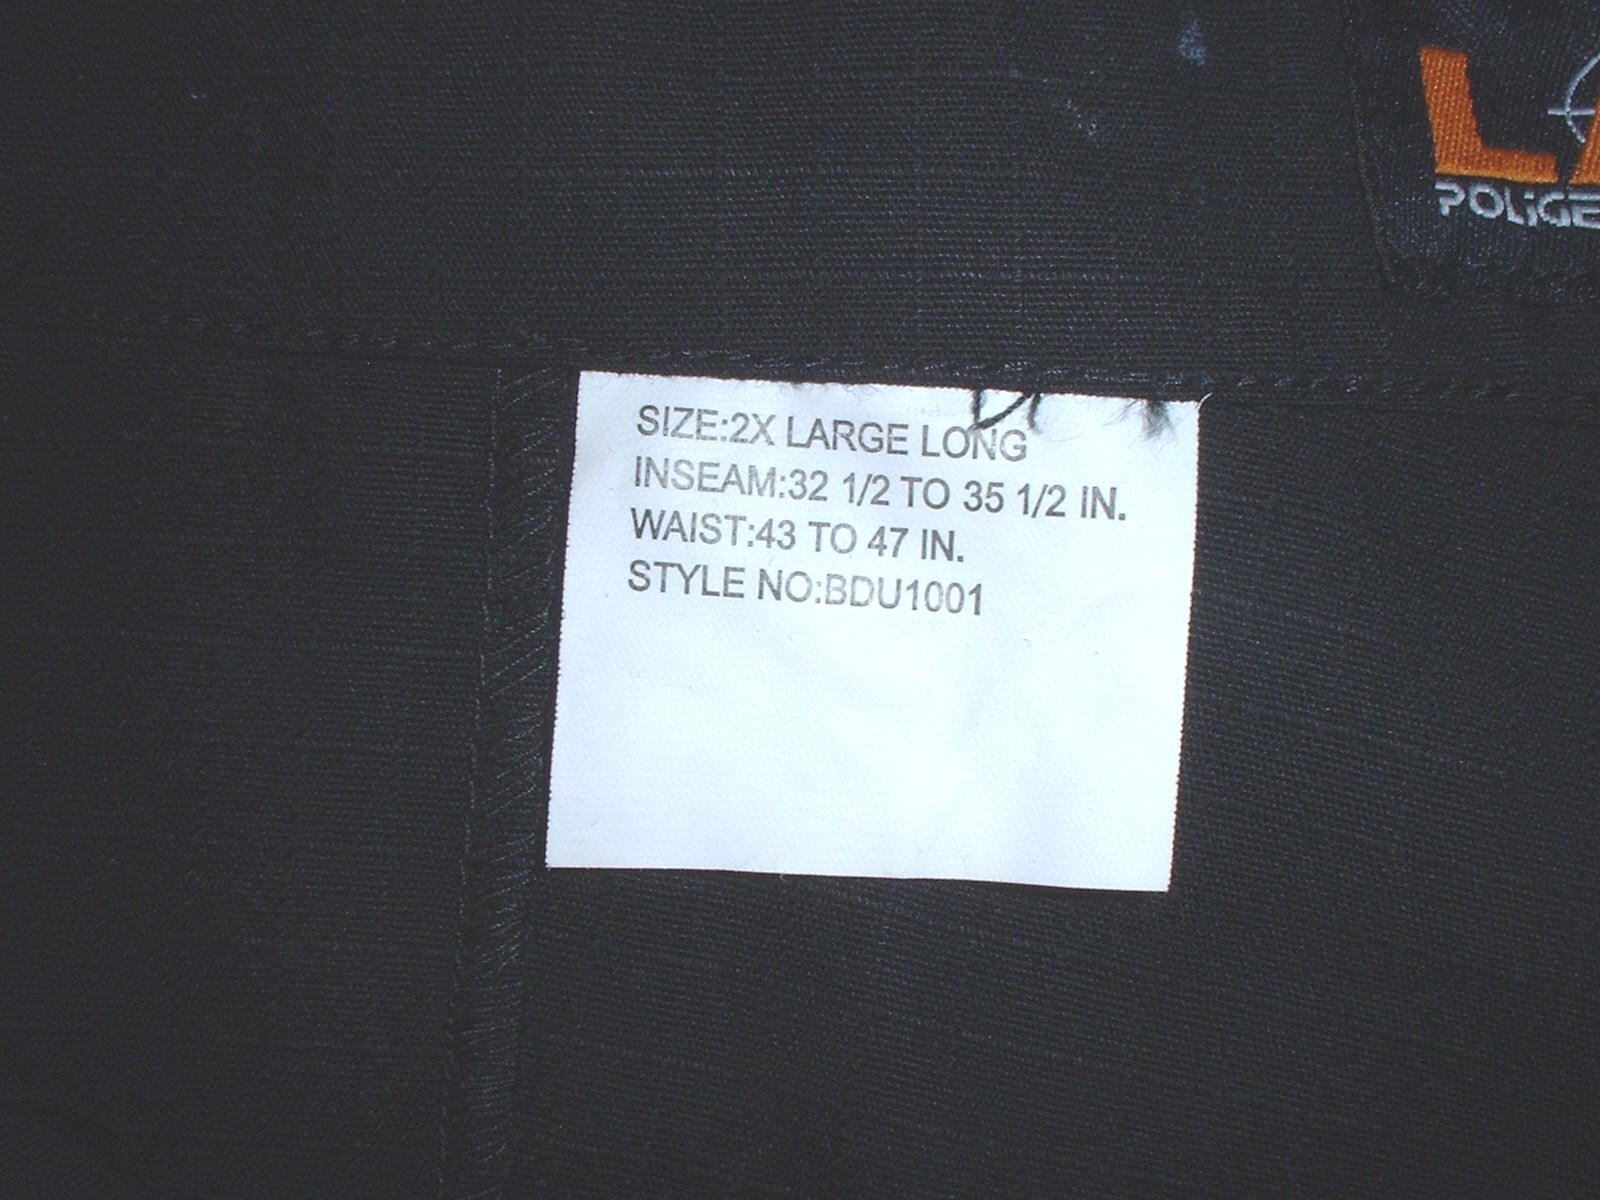 L
POLICE
SIZE:2X LARGE LONG
INSEAM:32 1/2 TO 35 1/2 IN.
WAIST:43 TO 47 IN.
STYLE NO:BDU1001